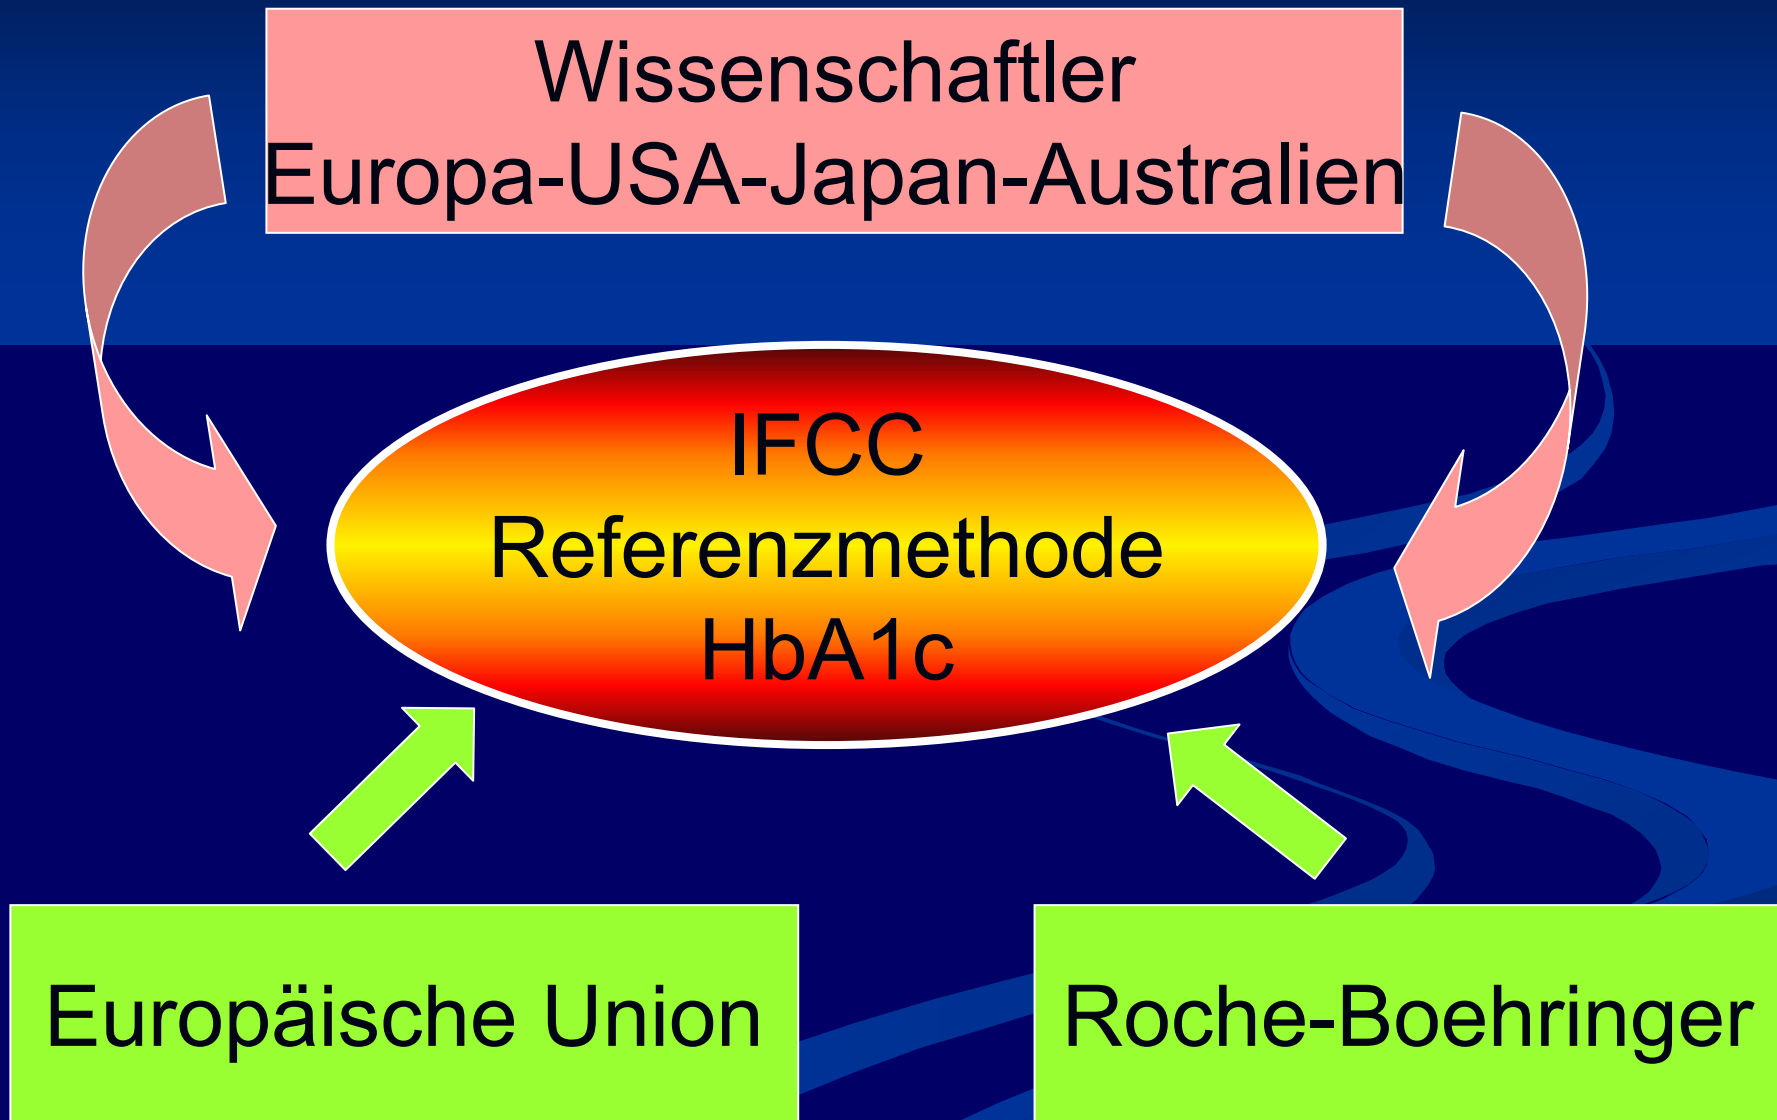 Wissenschaftler
Europa-USA-Japan-Australien
IFCC
Referenzmethode
HbA1c
Europäische Union
Roche-Boehringer